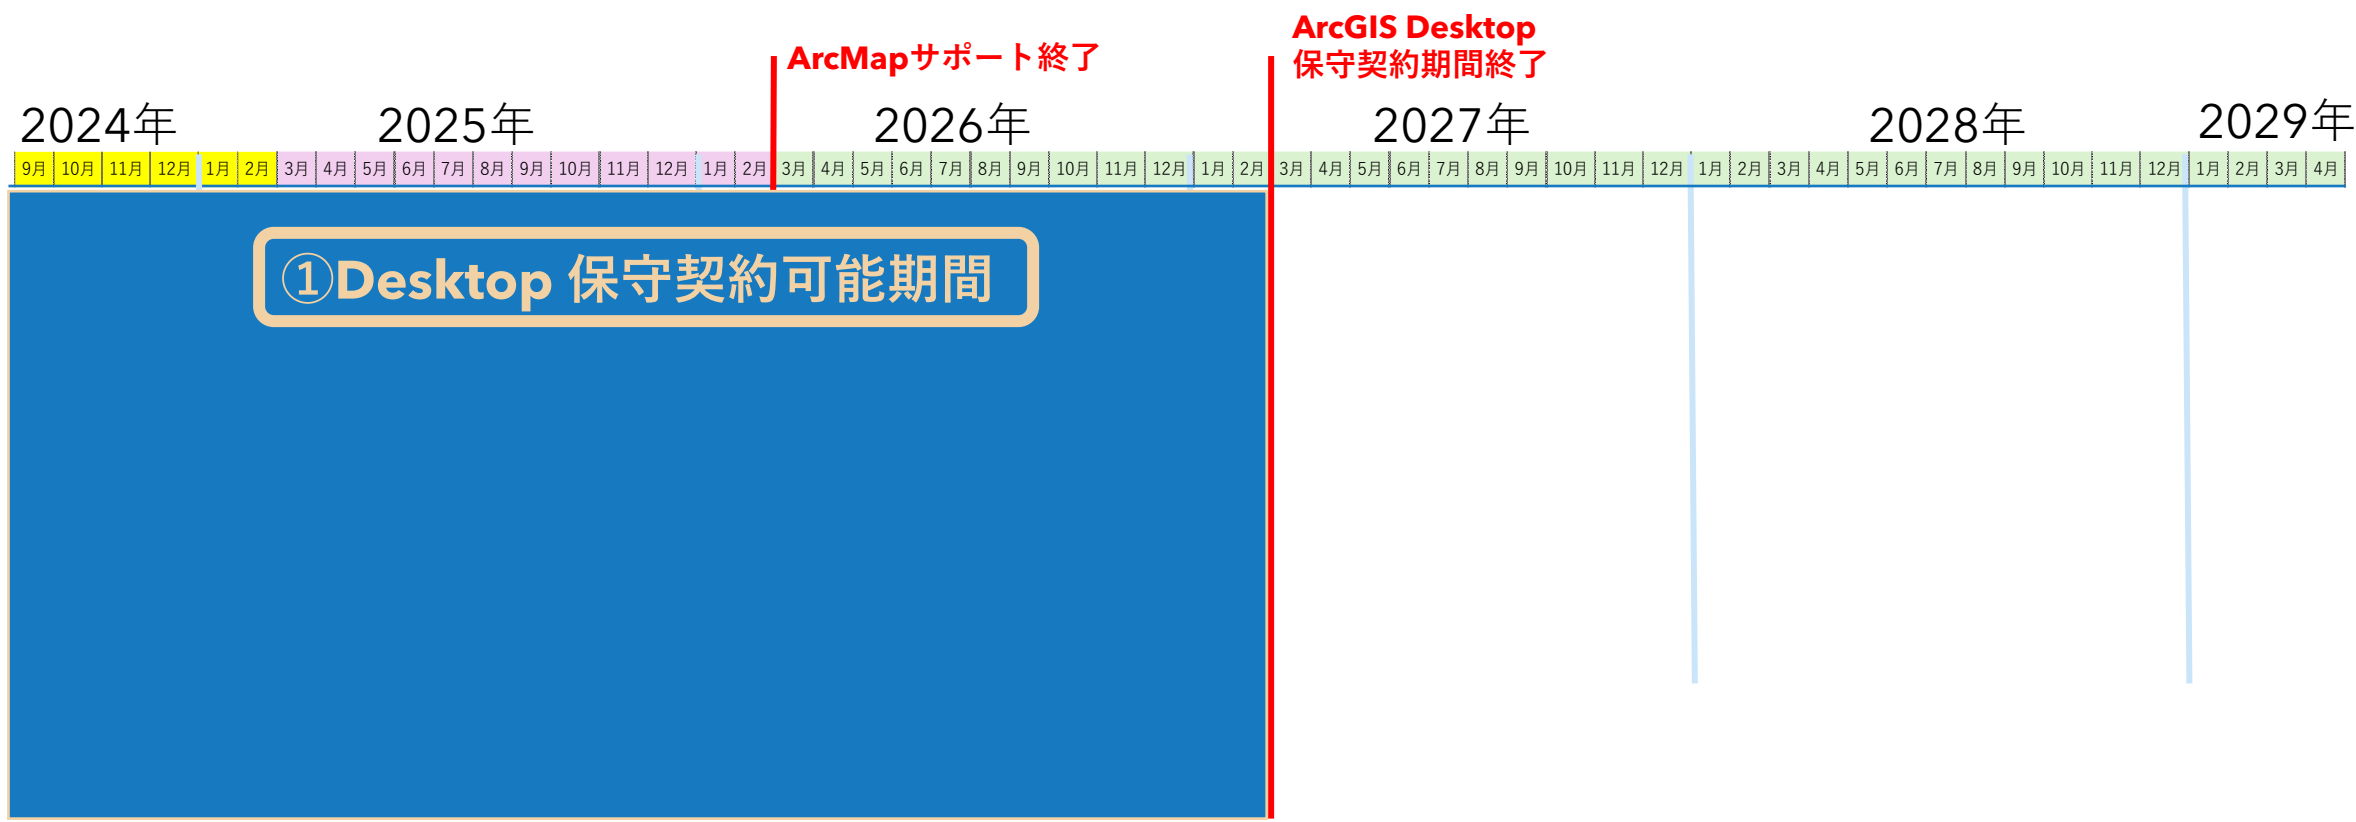 ArcGIS Desktop
保守契約期間終了
ArcMapサポート終了
2024年 2025年 2026年 2027年 2028年 2029年
9月 10月 11月 12月 1月 2月 3月 4月 5月 6月 7月 8月 9月 10月 11月 12月 1月 2月 3月 4月 5月 6月 7月 8月 9月 10月 11月 12月 1月 2月 3月 4月 5月 6月 7月 8月 9月 10月 11月 12月 1月 2月 3月 4月 5月 6月 7月 8月 9月 10月 11月 12月 1月 2月 3月 4月
①Desktop 保守契約可能期間